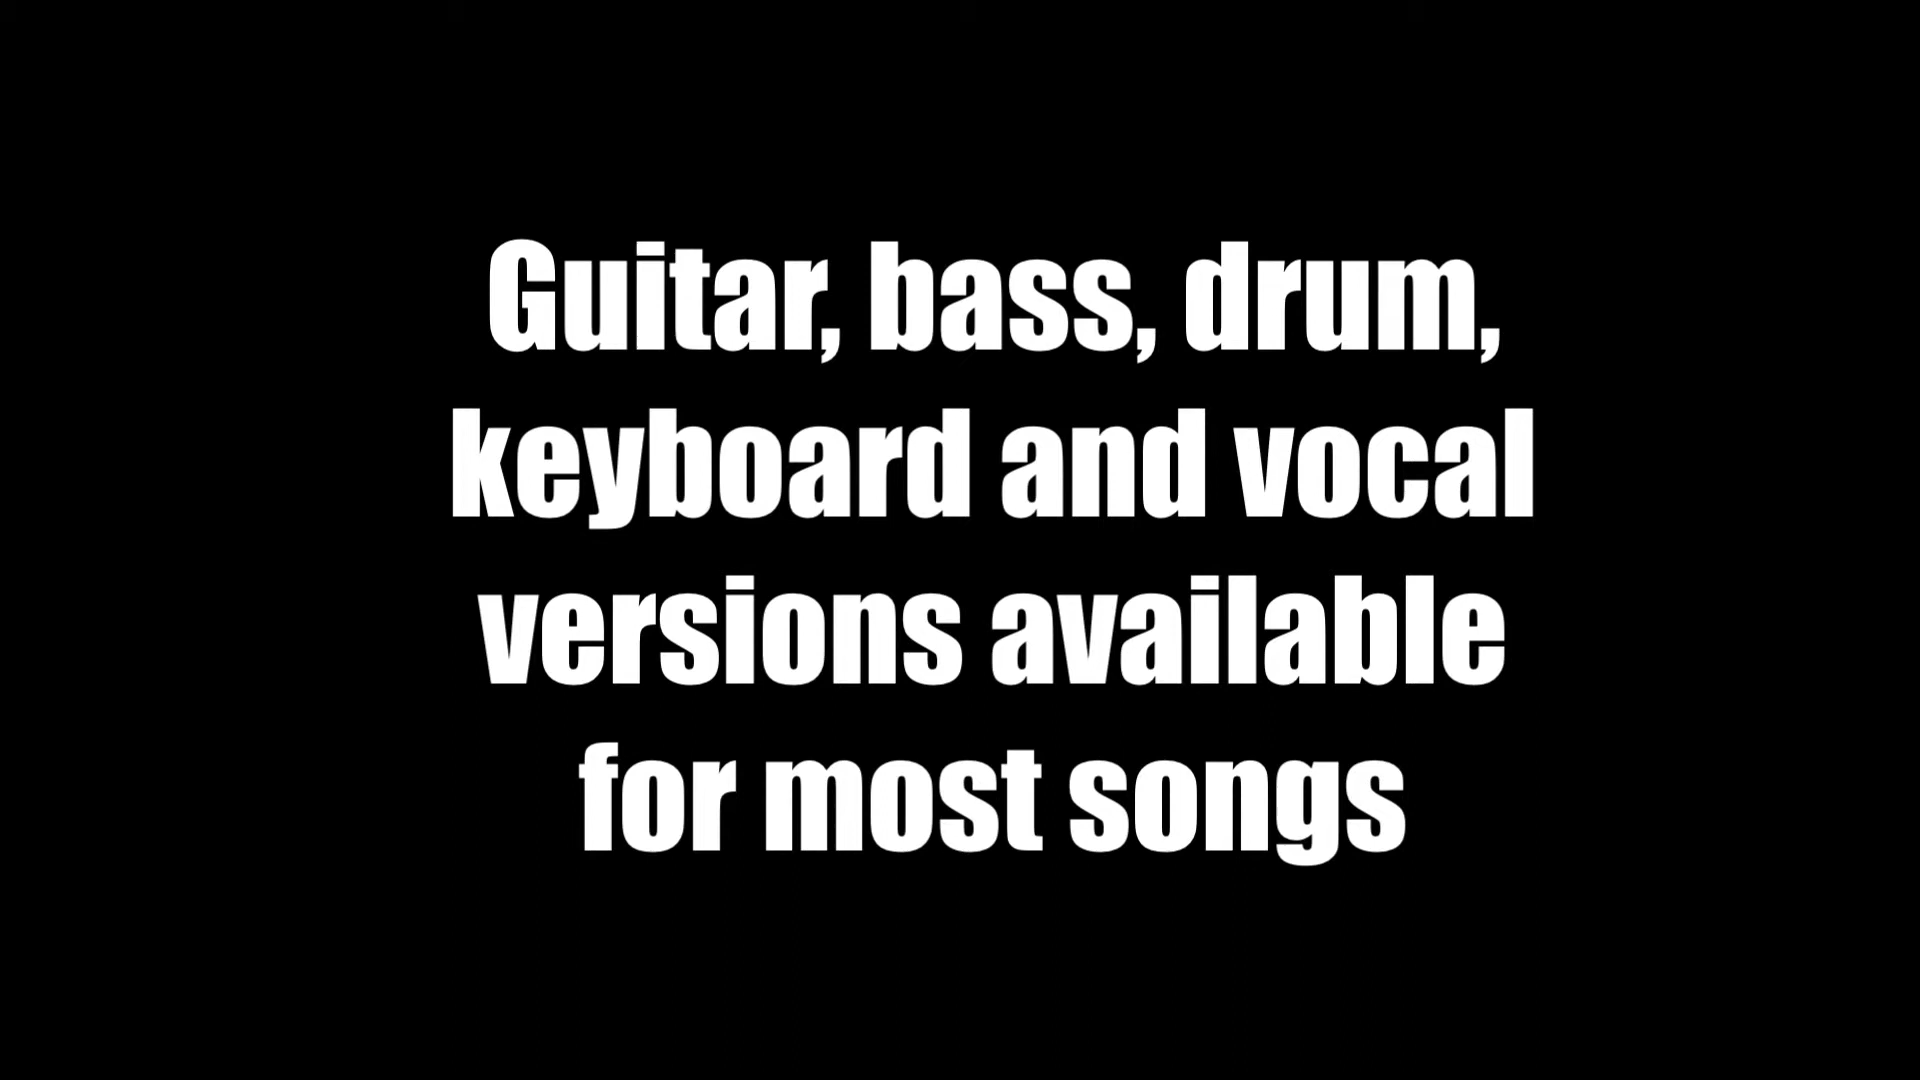 Guitar, bass, drum,
keyboard and vocal
versions available
for most songs